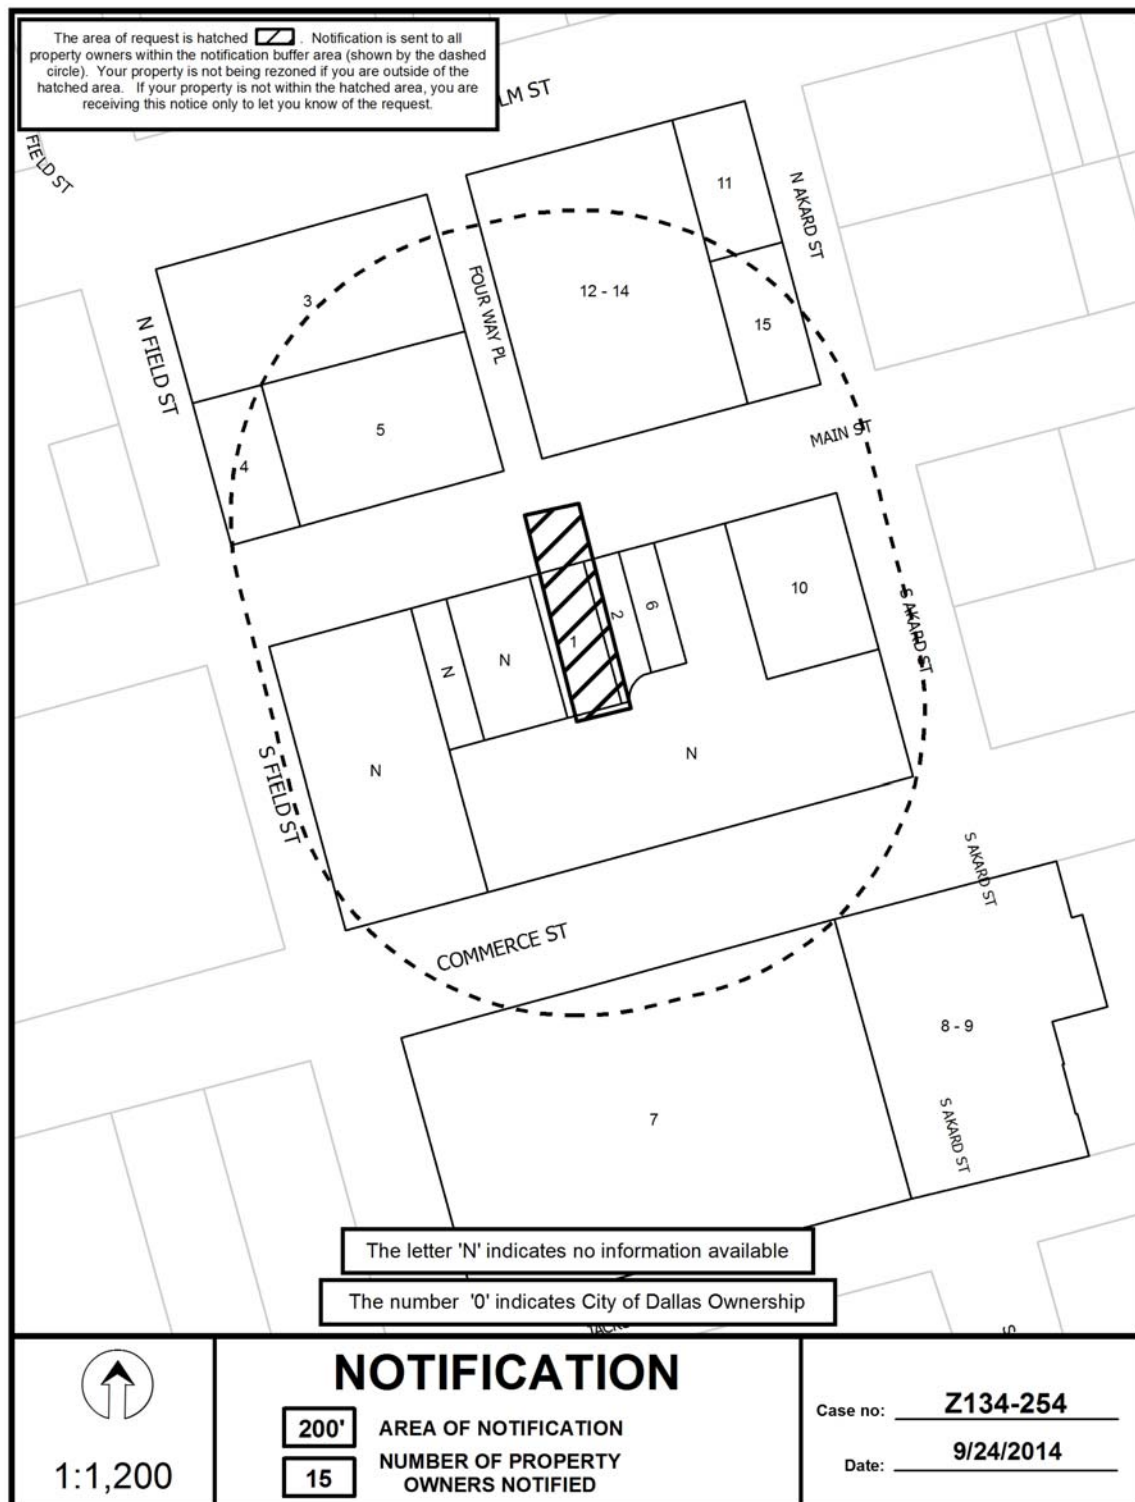 The area of request is hatched . Notification is sent to all
property owners within the notification buffer area (shown by the dashed
circle). Your property is not being rezoned if you are outside of the
hatched area. If your property is not within the hatched area, you are
receiving this notice only to let you know of the request.
LM ST
FIELD ST
N AKARD ST
11
3
FOUR WAY PL
12 - 14
15
N FIELD ST
5
4
MAIN ST
10
S AKARD ST
6
2
1
N
N
N
N
S FIELD ST
S AKARD ST
COMMERCE ST
8 - 9
7
S AKARD ST
The letter 'N' indicates no information available
The number '0' indicates City of Dallas Ownership
S
1:1,200
NOTIFICATION
200' AREA OF NOTIFICATION
15 NUMBER OF PROPERTY
OWNERS NOTIFIED
Case no: Z134-254
Date: 9/24/2014